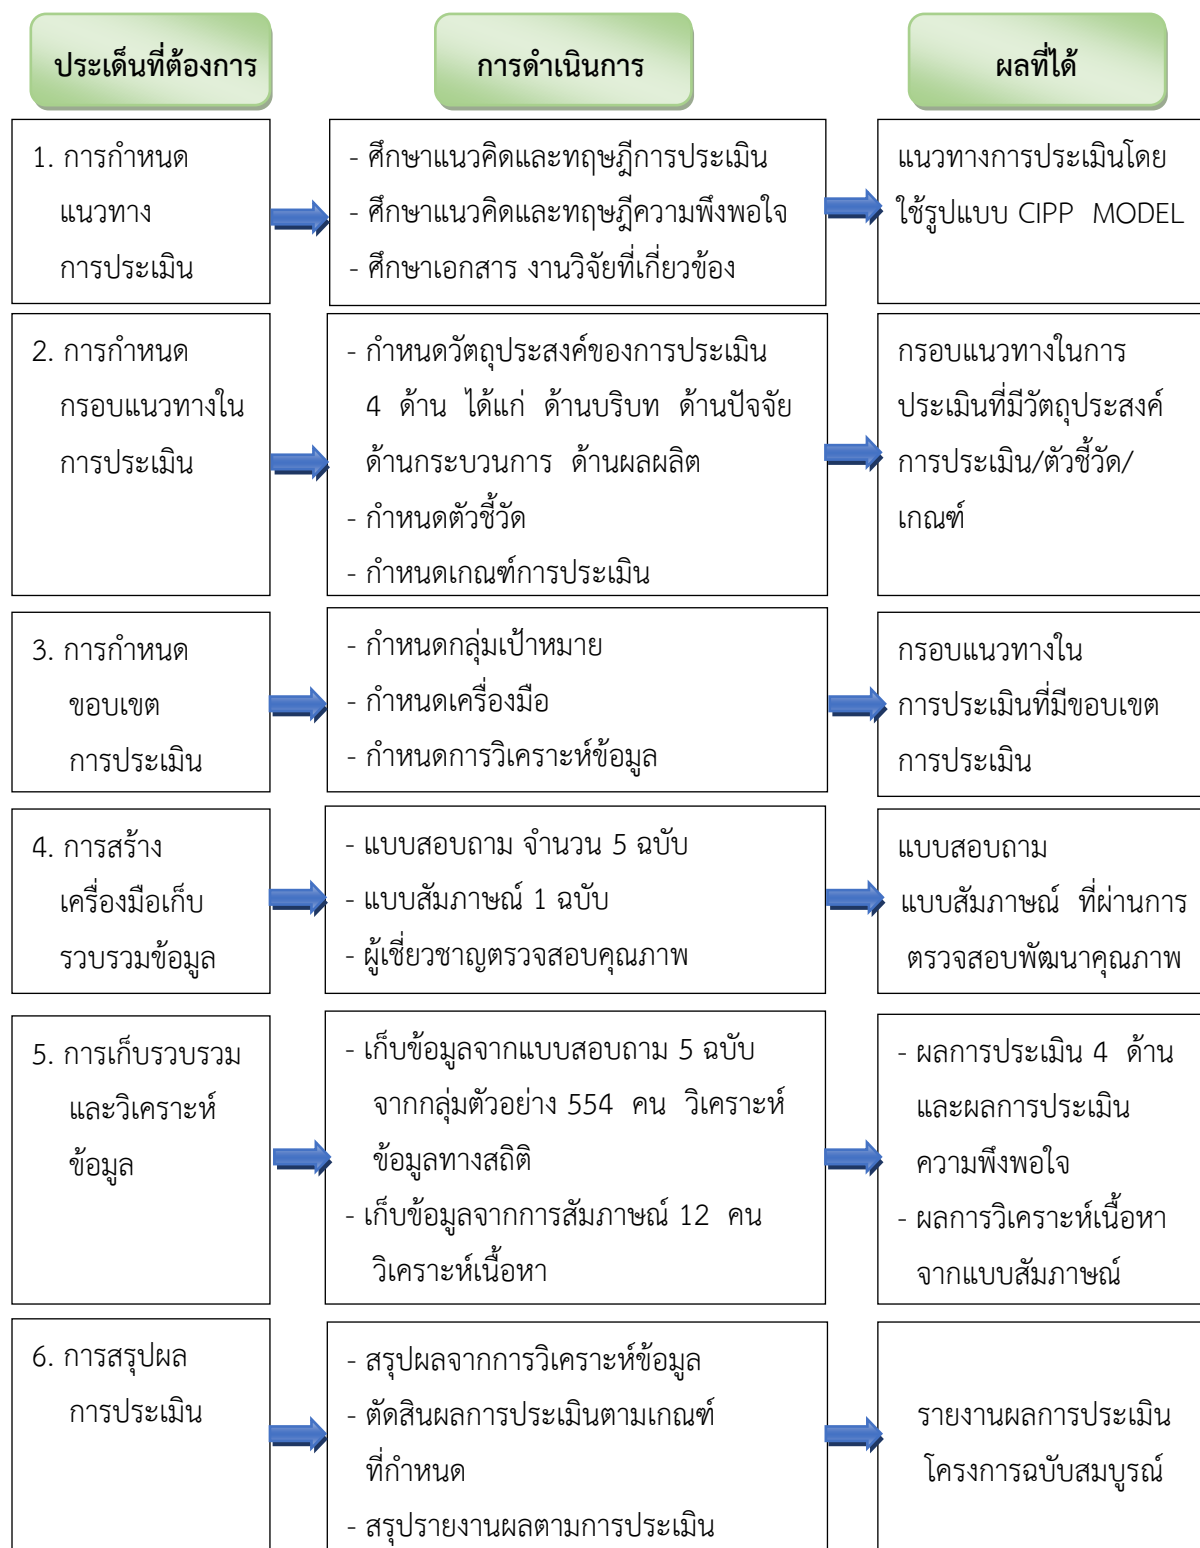 ประเด็นที่ต้องการ
การดำเนินการ
ผลที่ได้
1. การกำหนด
แนวทาง
การประเมิน
- ศึกษาแนวคิดและทฤษฎีการประเมิน
- ศึกษาแนวคิดและทฤษฎีความพึงพอใจ
- ศึกษาเอกสาร งานวิจัยที่เกี่ยวข้อง
แนวทางการประเมินโดย
ใช้รูปแบบ CIPP MODEL
2. การกำหนด
กรอบแนวทางใน
การประเมิน
- กำหนดวัตถุประสงค์ของการประเมิน
4 ด้าน ได้แก่ ด้านบริบท ด้านปัจจัย
ด้านกระบวนการ ด้านผลผลิต
- กำหนดตัวชี้วัด
- กำหนดเกณฑ์การประเมิน
กรอบแนวทางในการ
ประเมินที่มีวัตถุประสงค์
การประเมิน/ตัวชี้วัด/
เกณฑ์
3. การกำหนด
ขอบเขต
การประเมิน
- กำหนดกลุ่มเป้าหมาย
- กำหนดเครื่องมือ
- กำหนดการวิเคราะห์ข้อมูล
กรอบแนวทางใน
การประเมินที่มีขอบเขต
การประเมิน
4. การสร้าง
เครื่องมือเก็บ
รวบรวมข้อมูล
- แบบสอบถาม จำนวน 5 ฉบับ
- แบบสัมภาษณ์ 1 ฉบับ
- ผู้เชี่ยวชาญตรวจสอบคุณภาพ
แบบสอบถาม
แบบสัมภาษณ์ ที่ผ่านการ
ตรวจสอบพัฒนาคุณภาพ
5. การเก็บรวบรวม
และวิเคราะห์
ข้อมูล
- เก็บข้อมูลจากแบบสอบถาม 5 ฉบับ
จากกลุ่มตัวอย่าง 554 คน วิเคราะห์
ข้อมูลทางสถิติ
- เก็บข้อมูลจากการสัมภาษณ์ 12 คน
วิเคราะห์เนื้อหา
- ผลการประเมิน 4 ด้าน
และผลการประเมิน
ความพึงพอใจ
- ผลการวิเคราะห์เนื้อหา
จากแบบสัมภาษณ์
6. การสรุปผล
การประเมิน
- สรุปผลจากการวิเคราะห์ข้อมูล
- ตัดสินผลการประเมินตามเกณฑ์
ที่กำหนด
- สรุปรายงานผลตามการประเมิน
รายงานผลการประเมิน
โครงการฉบับสมบูรณ์